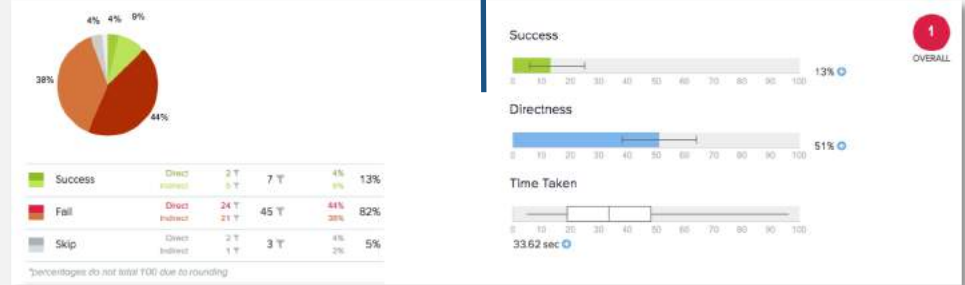 4% 4% 9%
38%
44%
Success Direct 2 7 4% 13%
Indirect 5 9%
Fail Direct 24 45 44% 82%
Indirect 21 38%
Skip Direct 2 3 4% 5%
Indirect 1 2%
*percentages do not total 100 due to rounding
Success
13%
0 10 20 30 40 50 60 70 80 90 100
Directness
51%
0 10 20 30 40 50 60 70 80 90 100
Time Taken
0 10 20 30 40 50 60 70 80 90 100
33.62 sec
1
OVERALL